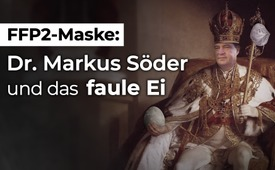 FFP2-Maske:
Dr. Markus Söder
und das faule Ei